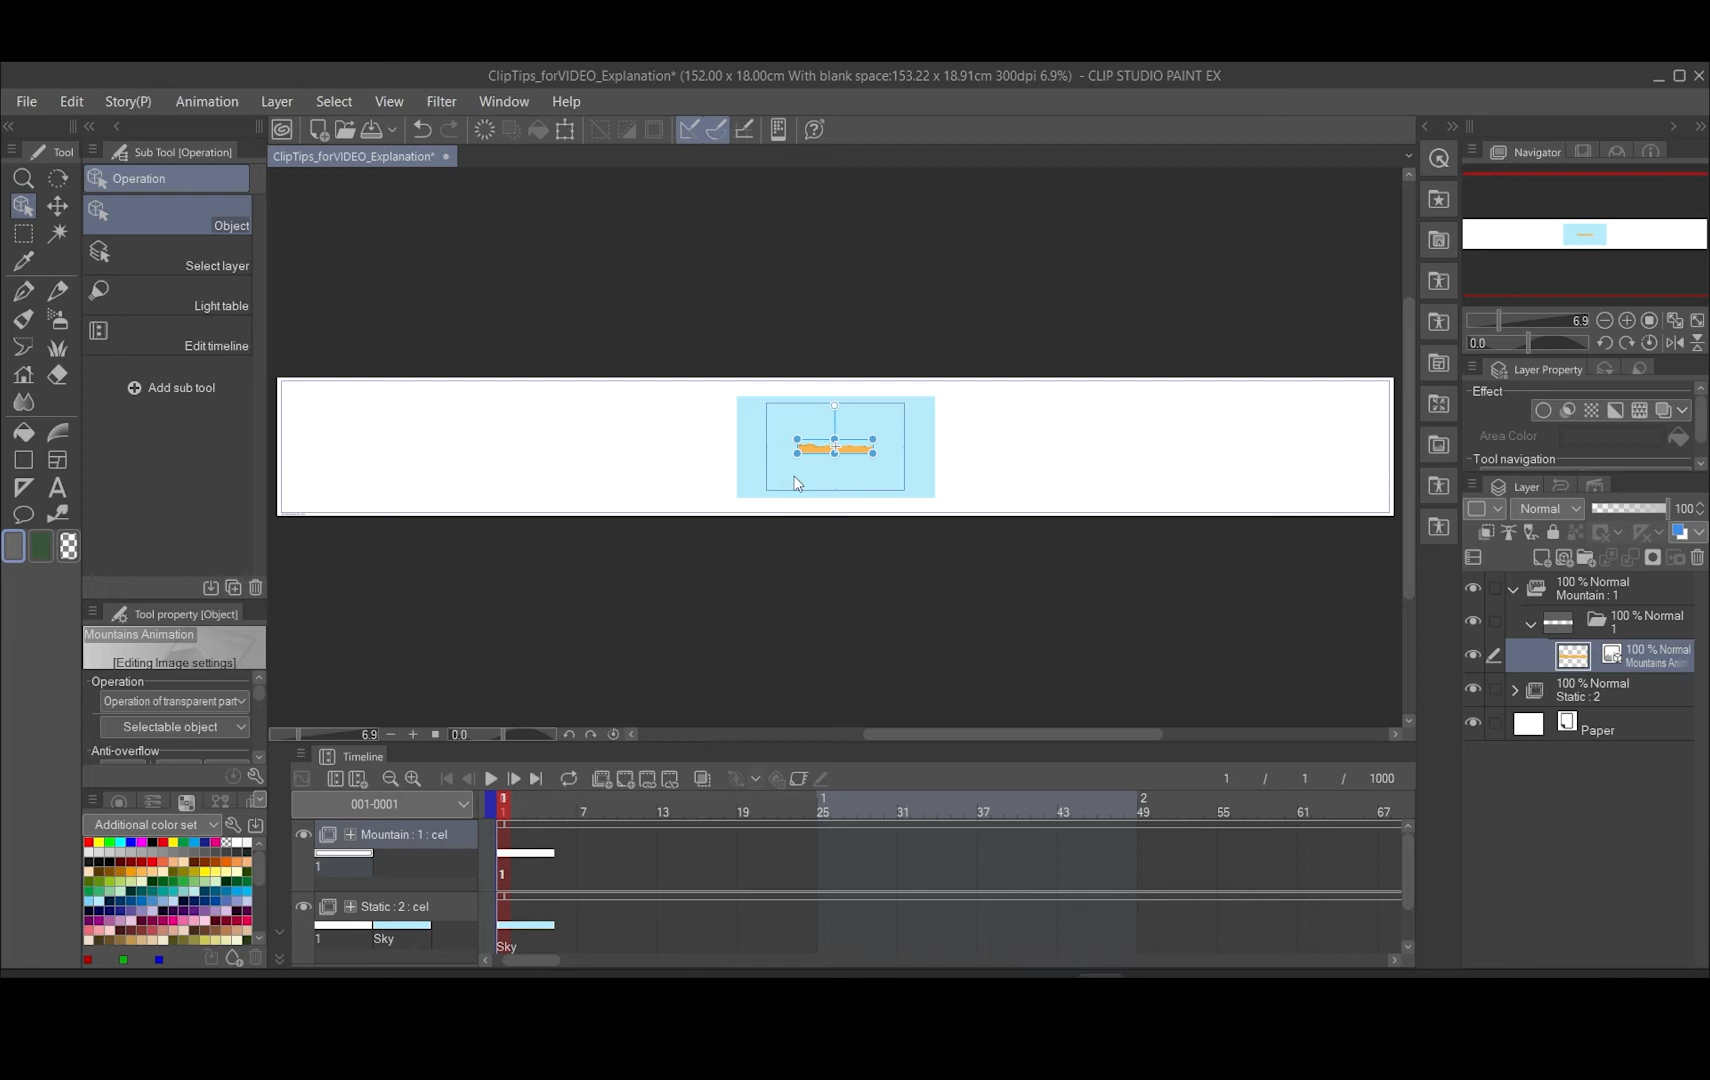 ClipTips_forVIDEO_Explanation* (152.00 x 18.00cm With blank space:153.22 x 18.91cm 300dpi 6.9%) - CLIP STUDIO PAINT EX
File Edit Story(P) Animation Layer Select View Filter Window Help
Tool
Sub Tool [Operation]
ClipTips_forVIDEO_Explanation*
Navigator
Operation
Object
Select layer
Light table
Edit timeline
Add sub tool
6.9
0.0
Layer Property
Effect
Area Color
Tool navigation
Layer
Normal 100
100 % Normal
Mountain : 1
100 % Normal
1
100 % Normal
Mountains Anim
100 % Normal
Static : 2
Paper
Tool property [Object]
Mountains Animation
[Editing Image settings]
Operation
Operation of transparent part
Selectable object
Anti-overflow
6.9 0.0
Timeline
1 / 1 / 1000
Additional color set
001-0001
1 1 2
1 7 13 19 25 31 37 43 49 55 61 67
Mountain : 1 : cel
1
1
Static : 2 : cel
1 Sky
Sky